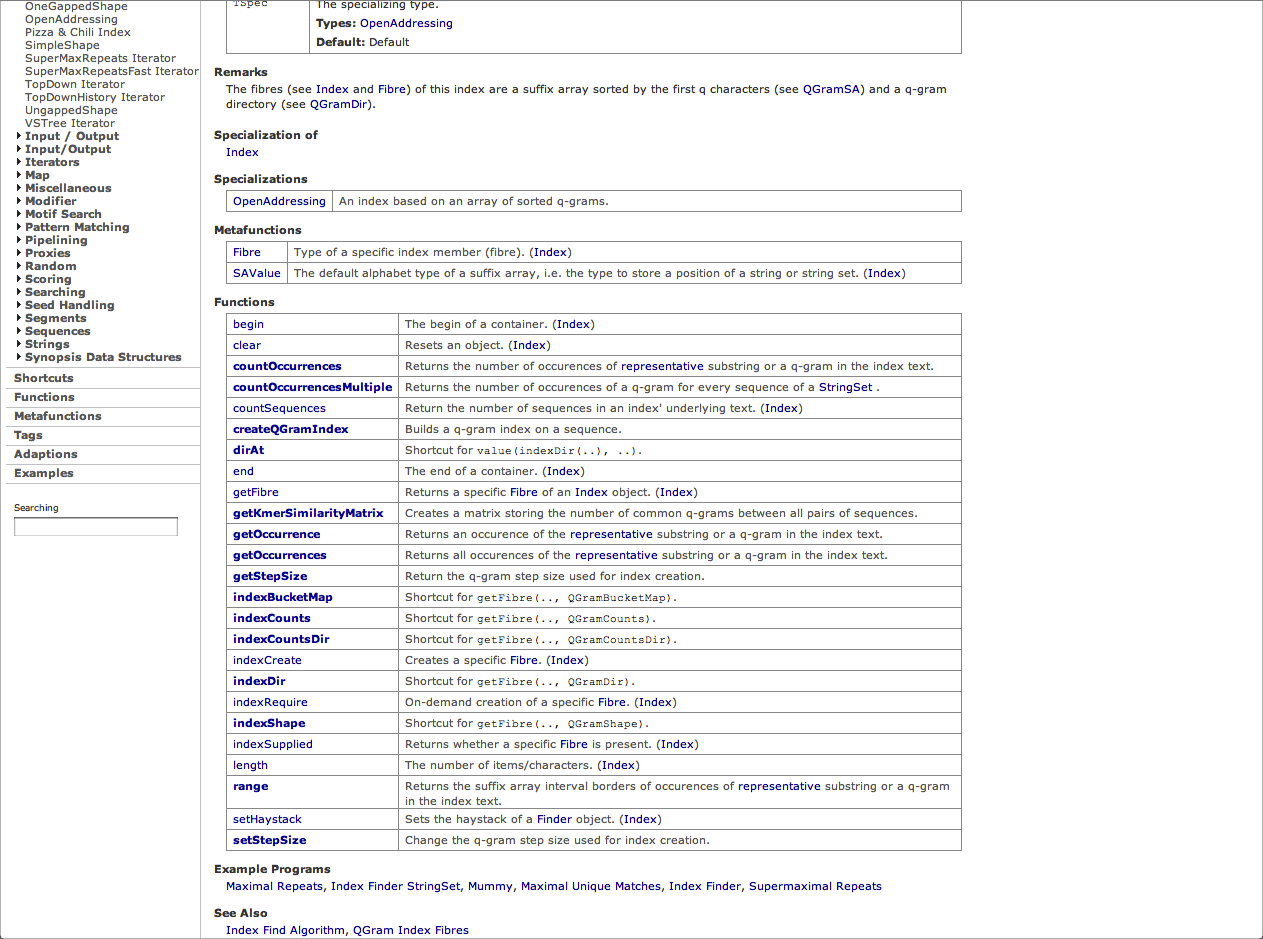 OneGappedShape
OpenAddressing
Pizza & Chili Index
SimpleShape
SuperMaxRepeats Iterator
SuperMaxRepeatsFast Iterator
TopDown Iterator
TopDownHistory Iterator
UngappedShape
VSTree Iterator
Input / Output
Input/Output
Iterators
Map
Miscellaneous
Modifier
Motif Search
Pattern Matching
Pipelining
Proxies
Random
Scoring
Searching
Seed Handling
Segments
Sequences
Strings
Synopsis Data Structures
Shortcuts
Functions
Metafunctions
Tags
Adaptions
Examples
Searching
TSpec The specializing type.
Types: OpenAddressing
Default: Default
Remarks
The fibres (see Index and Fibre) of this index are a suffix array sorted by the first q characters (see QGramSA) and a q-gram
directory (see QGramDir).
Specialization of
Index
Specializations
OpenAddressing An index based on an array of sorted q-grams.
Metafunctions
Fibre Type of a specific index member (fibre). (Index)
SAValue The default alphabet type of a suffix array, i.e. the type to store a position of a string or string set. (Index)
Functions
begin The begin of a container. (Index)
clear Resets an object. (Index)
countOccurrences Returns the number of occurences of representative substring or a q-gram in the index text.
countOccurrencesMultiple Returns the number of occurences of a q-gram for every sequence of a StringSet .
countSequences Return the number of sequences in an index' underlying text. (Index)
createQGramIndex Builds a q-gram index on a sequence.
dirAt Shortcut for value(indexDir(..), ..).
end The end of a container. (Index)
getFibre Returns a specific Fibre of an Index object. (Index)
getKmerSimilarityMatrix Creates a matrix storing the number of common q-grams between all pairs of sequences.
getOccurrence Returns an occurence of the representative substring or a q-gram in the index text.
getOccurrences Returns all occurences of the representative substring or a q-gram in the index text.
getStepSize Return the q-gram step size used for index creation.
indexBucketMap Shortcut for getFibre(.., QGramBucketMap).
indexCounts Shortcut for getFibre(.., QGramCounts).
indexCountsDir Shortcut for getFibre(.., QGramCountsDir).
indexCreate Creates a specific Fibre. (Index)
indexDir Shortcut for getFibre(.., QGramDir).
indexRequire On-demand creation of a specific Fibre. (Index)
indexShape Shortcut for getFibre(.., QGramShape).
indexSupplied Returns whether a specific Fibre is present. (Index)
length The number of items/characters. (Index)
range Returns the suffix array interval borders of occurences of representative substring or a q-gram
in the index text.
setHaystack Sets the haystack of a Finder object. (Index)
setStepSize Change the q-gram step size used for index creation.
Example Programs
Maximal Repeats, Index Finder StringSet, Mummy, Maximal Unique Matches, Index Finder, Supermaximal Repeats
See Also
Index Find Algorithm, QGram Index Fibres